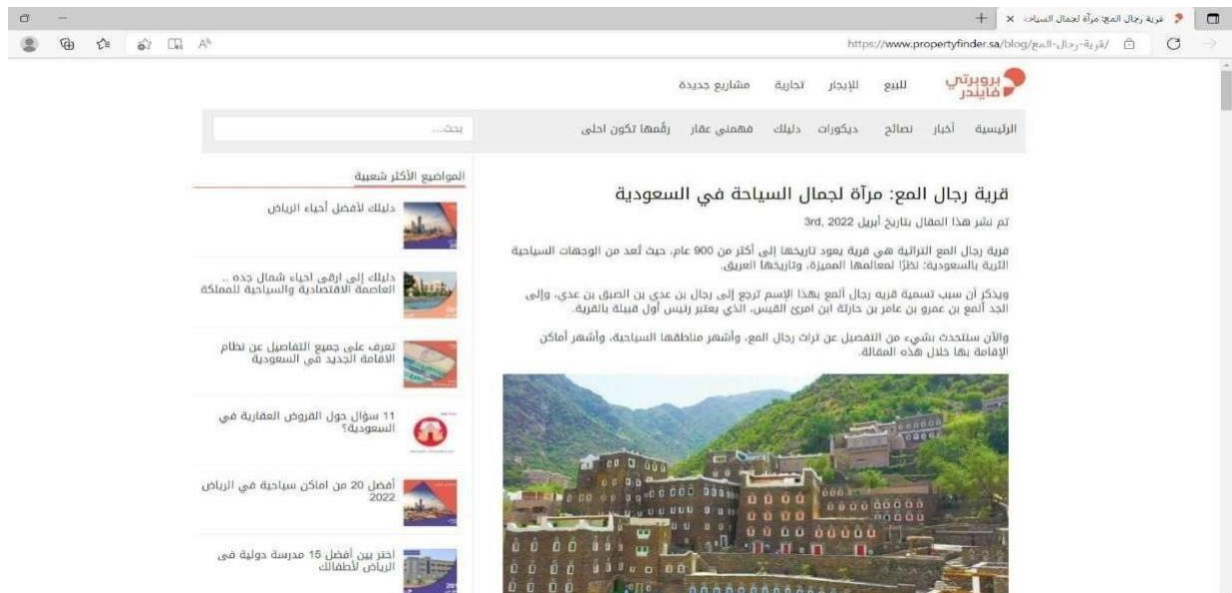 قرية رجال المع: مرآة لجمال السياحة
https://www.propertyfinder.sa/blog/قرية-رجال-المع/
بروبرتي
فايندر
للبيع
للإيجار
تجارية
مشاريع جديدة
الرئيسية
أخبار
نصائح
ديكورات
دليلك
فهمني عقار
رقّمها تكون احلى
بحث...
قرية رجال المع: مرآة لجمال السياحة في السعودية
تم نشر هذا المقال بتاريخ أبريل 3rd, 2022
قرية رجال المع التراثية هي قرية يعود تاريخها إلى أكثر من 900 عام، حيث تُعد من الوجهات السياحية
الثرية بالسعودية؛ نظرًا لمعالمها المميزة، وتاريخها العريق.
ويذكر أن سبب تسمية قريه رجال ألمع بهذا الإسم ترجع إلى رجال بن عدي بن الصبق بن عدي، وإلى
الجد ألمع بن عمرو بن عامر بن حارثة ابن امرئ القيس، الذي يعتبر رئيس أول قبيلة بالقرية.
والآن سنتحدث بشيء من التفصيل عن تراث رجال المع، وأشهر مناطقها السياحية، وأشهر أماكن
الإقامة بها خلال هذه المقالة.
المواضيع الأكثر شعبية
دليلك لأفضل أحياء الرياض
دليلك إلى ارقى احياء شمال جده ..
العاصمة الاقتصادية والسياحية للمملكة
تعرف على جميع التفاصيل عن نظام
الاقامة الجديد في السعودية
11 سؤال حول القروض العقارية في
السعودية؟
أفضل 20 من اماكن سياحية في الرياض
2022
اختر بين أفضل 15 مدرسة دولية في
الرياض لأطفالك